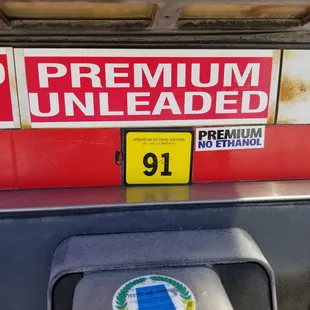 PREMIUM
UNLEADED
91
PREMIUM
NO ETHANOL